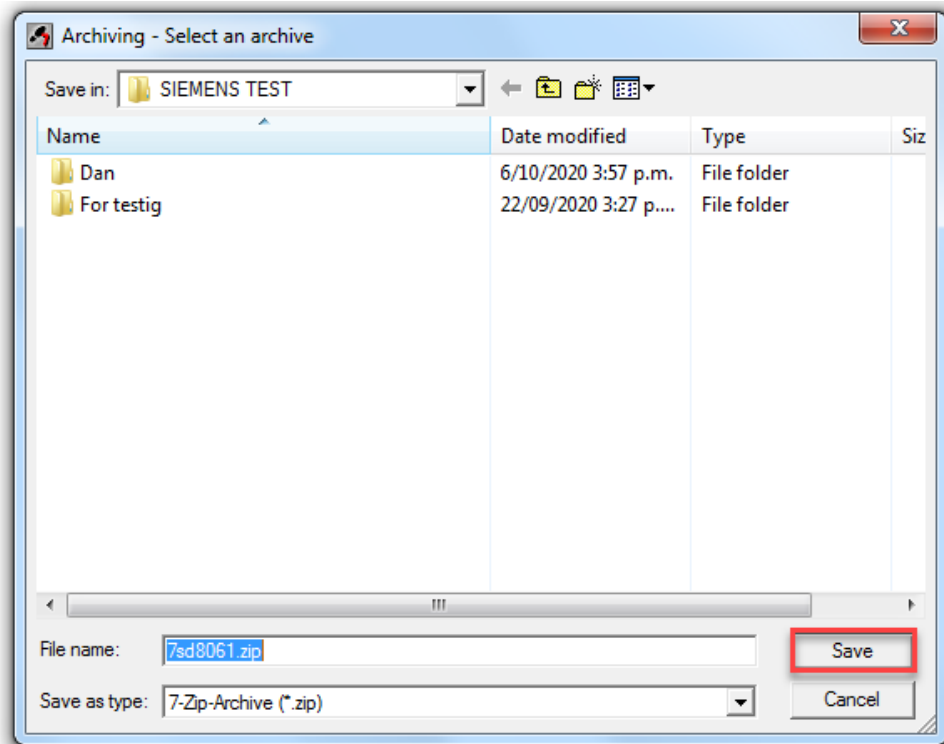 Archiving - Select an archive
Save in: SIEMENS TEST
Name Date modified Type Siz
Dan 6/10/2020 3:57 p.m. File folder
For testig 22/09/2020 3:27 p.... File folder
File name: 7sd8061.zip Save
Save as type: 7-Zip-Archive (*.zip) Cancel